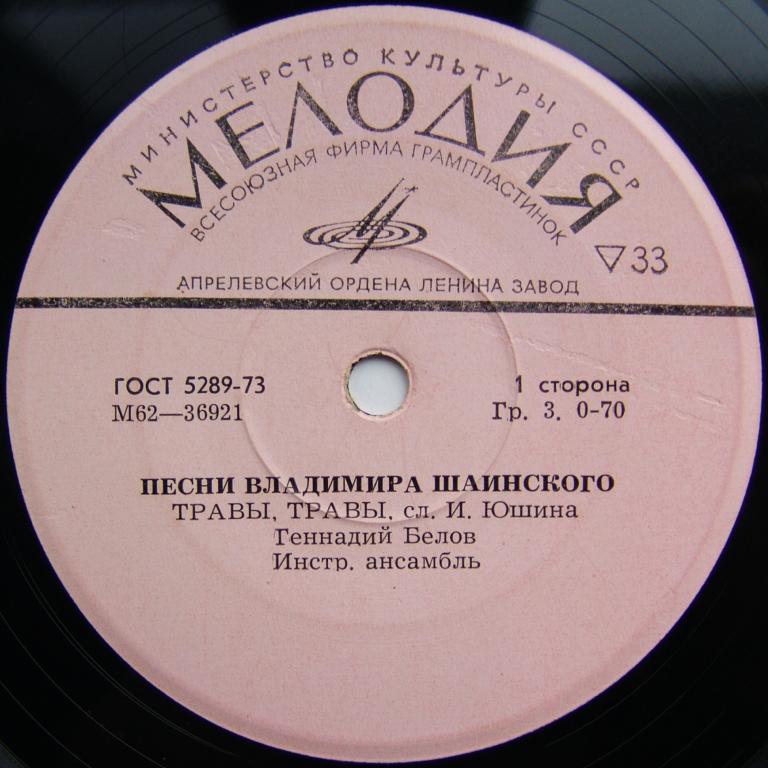 МИНИСТЕРСТВО КУЛЬТУРЫ СССР
МЕЛОДИЯ
ВСЕСОЮЗНАЯ ФИРМА ГРАМПЛАСТИНОК
33
АПРЕЛЕВСКИЙ ОРДЕНА ЛЕНИНА ЗАВОД
ГОСТ 5289-73 1 сторона
М62—36921 Гр. 3. 0-70
ПЕСНИ ВЛАДИМИРА ШАИНСКОГО
ТРАВЫ, ТРАВЫ, сл. И. Юшина
Геннадий Белов
Инстр. ансамбль